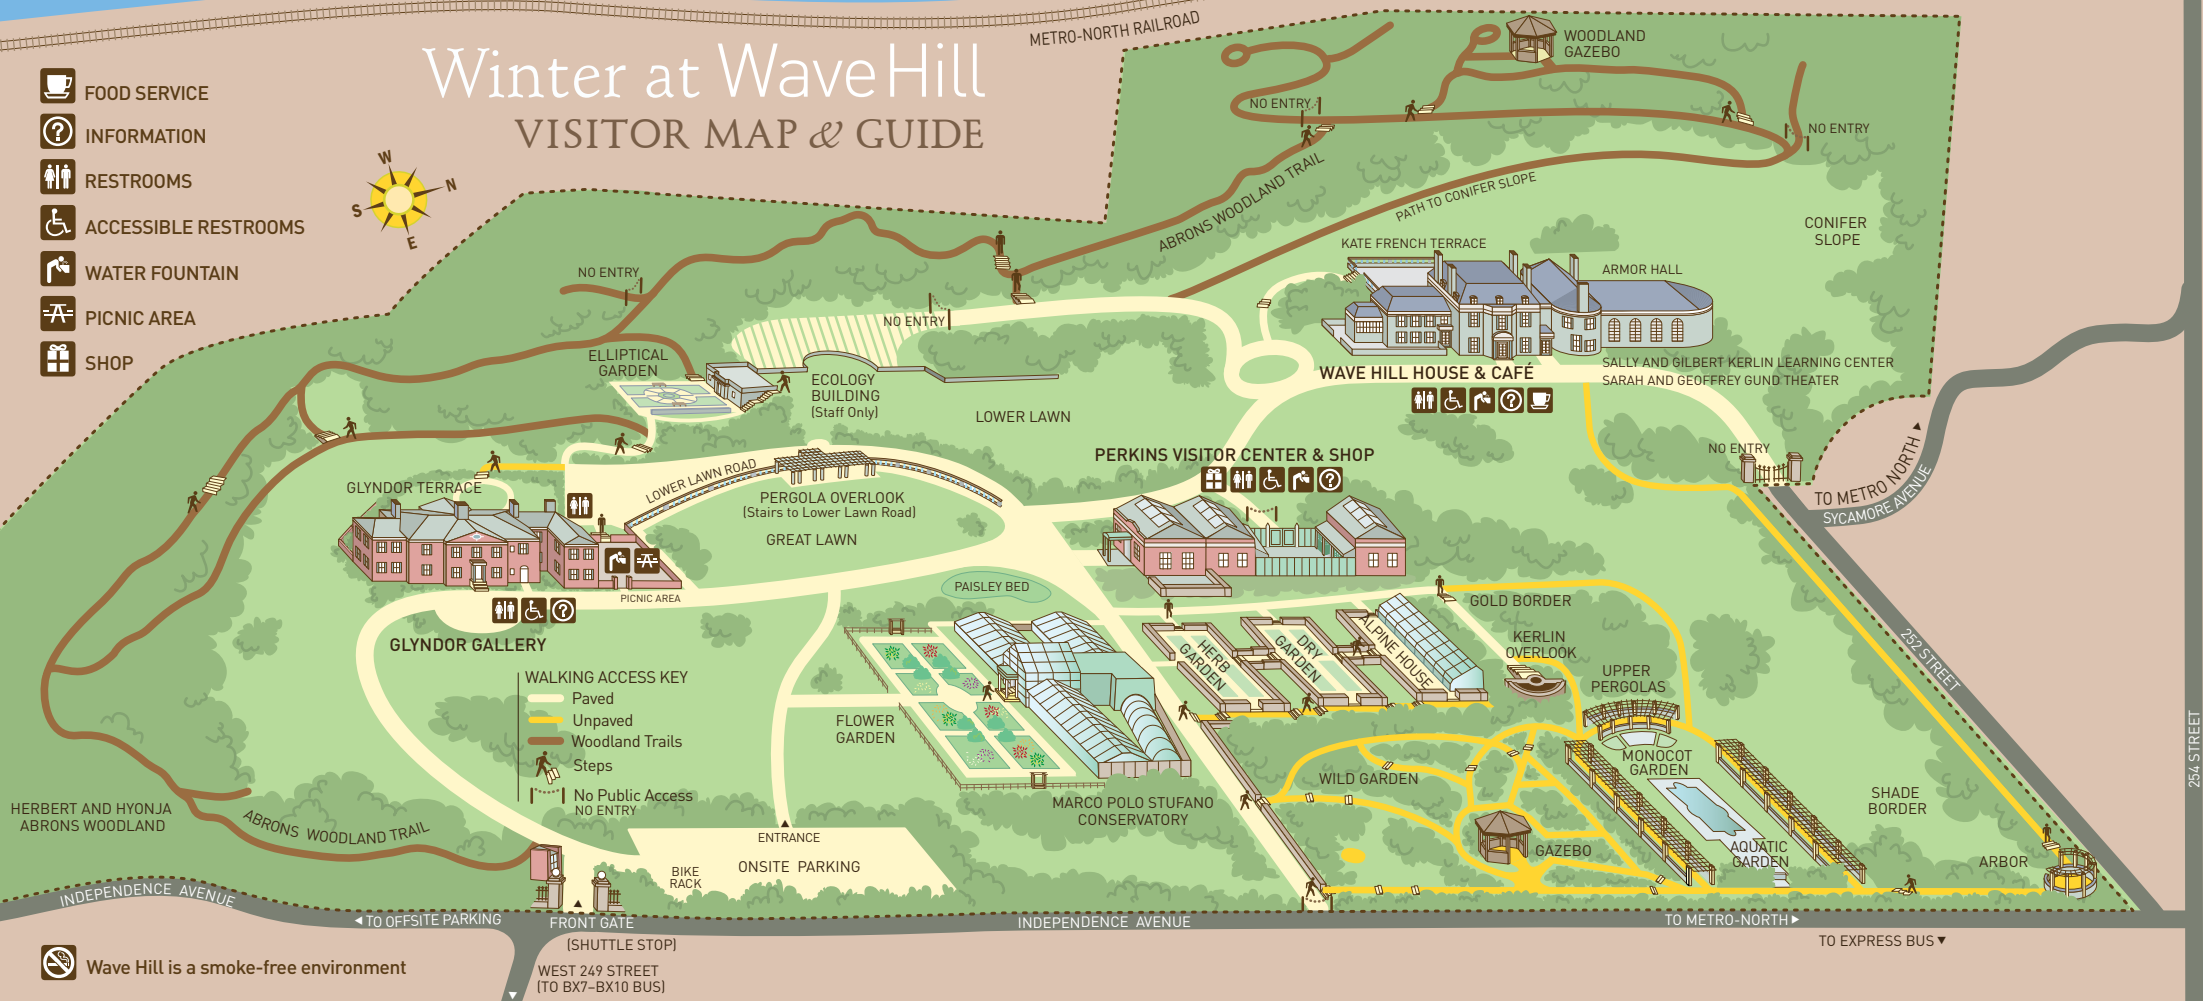 METRO-NORTH RAILROAD
Winter at Wave Hill
VISITOR MAP & GUIDE
FOOD SERVICE
INFORMATION
RESTROOMS
ACCESSIBLE RESTROOMS
WATER FOUNTAIN
PICNIC AREA
SHOP
W
N
S
E
WOODLAND
GAZEBO
NO ENTRY
NO ENTRY
ABRONS WOODLAND TRAIL
PATH TO CONIFER SLOPE
CONIFER
SLOPE
KATE FRENCH TERRACE
ARMOR HALL
NO ENTRY
NO ENTRY
ELLIPTICAL
GARDEN
ECOLOGY
BUILDING
(Staff Only)
LOWER LAWN
WAVE HILL HOUSE & CAFÉ
SALLY AND GILBERT KERLIN LEARNING CENTER
SARAH AND GEOFFREY GUND THEATER
NO ENTRY
TO METRO NORTH
SYCAMORE AVENUE
PERKINS VISITOR CENTER & SHOP
LOWER LAWN ROAD
PERGOLA OVERLOOK
(Stairs to Lower Lawn Road)
GREAT LAWN
GLYNDOR TERRACE
PICNIC AREA
GLYNDOR GALLERY
PAISLEY BED
GOLD BORDER
KERLIN
OVERLOOK
UPPER
PERGOLAS
HERB
GARDEN
DRY
GARDEN
ALPINE HOUSE
252 STREET
254 STREET
WALKING ACCESS KEY
Paved
Unpaved
Woodland Trails
Steps
No Public Access
NO ENTRY
FLOWER
GARDEN
MARCO POLO STUFANO
CONSERVATORY
WILD GARDEN
MONOCOT
GARDEN
AQUATIC
GARDEN
SHADE
BORDER
GAZEBO
ARBOR
HERBERT AND HYONJA
ABRONS WOODLAND
ABRONS WOODLAND TRAIL
ENTRANCE
ONSITE PARKING
BIKE
RACK
INDEPENDENCE AVENUE
TO OFFSITE PARKING
FRONT GATE
(SHUTTLE STOP)
INDEPENDENCE AVENUE
TO METRO-NORTH
TO EXPRESS BUS
WEST 249 STREET
(TO BX7–BX10 BUS)
Wave Hill is a smoke-free environment